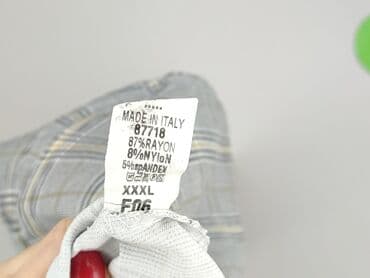 MADE IN ITALY
87718
87%RAYON
8%NYloN
5%spANDEX
XXXL
F06